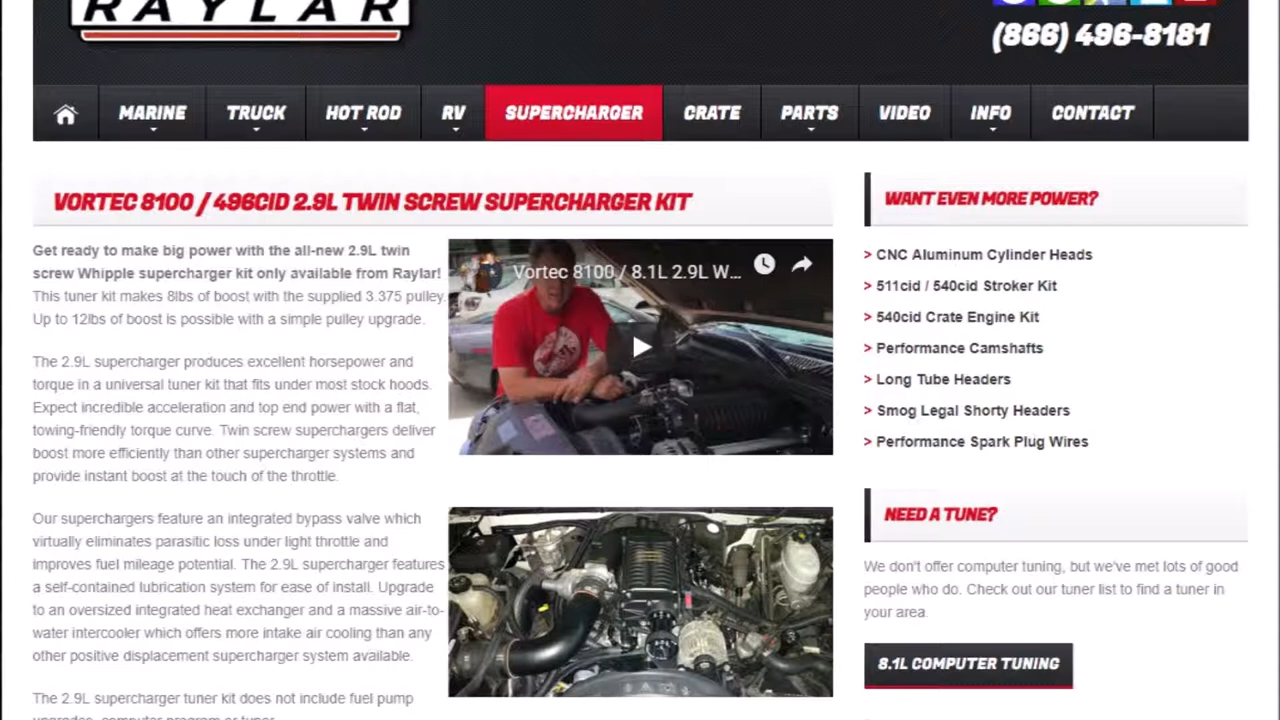 RAYLAR
(866) 496-8181
MARINE TRUCK HOT ROD RV SUPERCHARGER CRATE PARTS VIDEO INFO CONTACT
VORTEC 8100 / 496CID 2.9L TWIN SCREW SUPERCHARGER KIT
Get ready to make big power with the all-new 2.9L twin
screw Whipple supercharger kit only available from Raylar!
This tuner kit makes 8lbs of boost with the supplied 3.375 pulley.
Up to 12lbs of boost is possible with a simple pulley upgrade.
The 2.9L supercharger produces excellent horsepower and
torque in a universal tuner kit that fits under most stock hoods.
Expect incredible acceleration and top end power with a flat,
towing-friendly torque curve. Twin screw superchargers deliver
boost more efficiently than other supercharger systems and
provide instant boost at the touch of the throttle.
Our superchargers feature an integrated bypass valve which
virtually eliminates parasitic loss under light throttle and
improves fuel mileage potential. The 2.9L supercharger features
a self-contained lubrication system for ease of install. Upgrade
to an oversized integrated heat exchanger and a massive air-to-
water intercooler which offers more intake air cooling than any
other positive displacement supercharger system available.
The 2.9L supercharger tuner kit does not include fuel pump
upgrades, computer program or tuner.
Vortec 8100 / 8.1L 2.9L W...
WANT EVEN MORE POWER?
> CNC Aluminum Cylinder Heads
> 511cid / 540cid Stroker Kit
> 540cid Crate Engine Kit
> Performance Camshafts
> Long Tube Headers
> Smog Legal Shorty Headers
> Performance Spark Plug Wires
NEED A TUNE?
We don't offer computer tuning, but we've met lots of good
people who do. Check out our tuner list to find a tuner in
your area.
8.1L COMPUTER TUNING